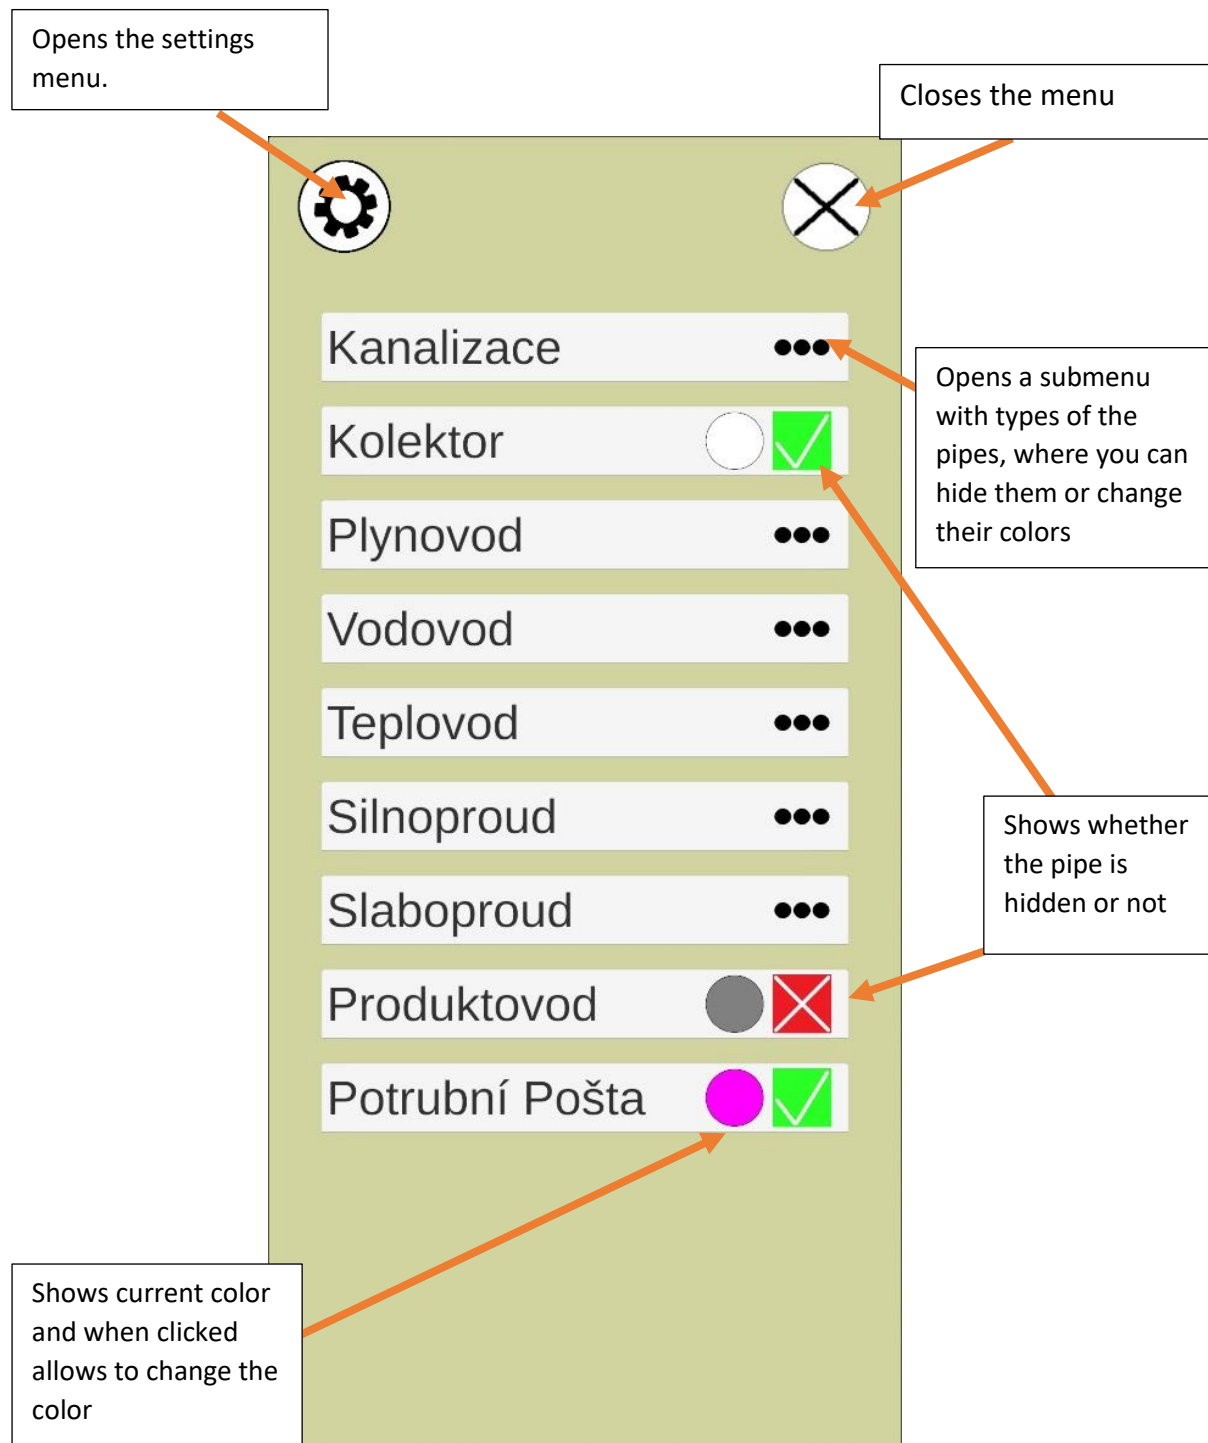 Opens the settings
menu.
Closes the menu
Kanalizace
Opens a submenu
with types of the
pipes, where you can
hide them or change
their colors
Kolektor
Plynovod
Vodovod
Teplovod
Silnoproud
Shows whether
the pipe is
hidden or not
Slaboproud
Produktovod
Potrubní Pošta
Shows current color
and when clicked
allows to change the
color